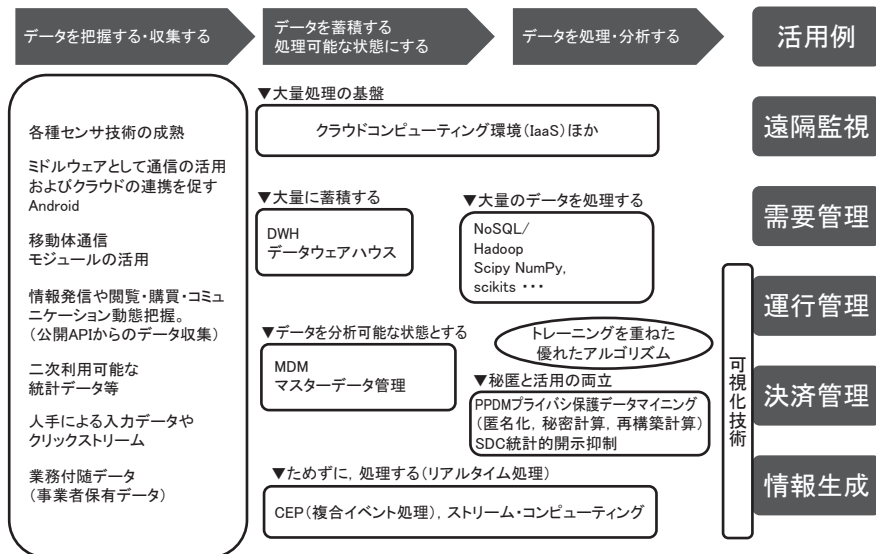 データを把握する・収集する
データを蓄積する
処理可能な状態にする
データを処理・分析する
活用例
各種センサ技術の成熟
ミドルウェアとして通信の活用
およびクラウドの連携を促す
Android
移動体通信
モジュールの活用
情報発信や閲覧・購買・コミュ
ニケーション動態把握。
(公開APIからのデータ収集)
二次利用可能な
統計データ等
人手による入力データや
クリックストリーム
業務付随データ
(事業者保有データ)
▼大量処理の基盤
クラウドコンピューティング環境(IaaS)ほか
▼大量に蓄積する
DWH
データウェアハウス
▼大量のデータを処理する
NoSQL/
Hadoop
Scipy NumPy,
scikits ・・・
▼データを分析可能な状態とする
MDM
マスターデータ管理
トレーニングを重ねた
優れたアルゴリズム
▼秘匿と活用の両立
PPDMプライバシ保護データマイニング
(匿名化, 秘密計算, 再構築計算)
SDC統計的開示抑制
▼ためずに, 処理する(リアルタイム処理)
CEP(複合イベント処理), ストリーム・コンピューティング
可視化技術
遠隔監視
需要管理
運行管理
決済管理
情報生成